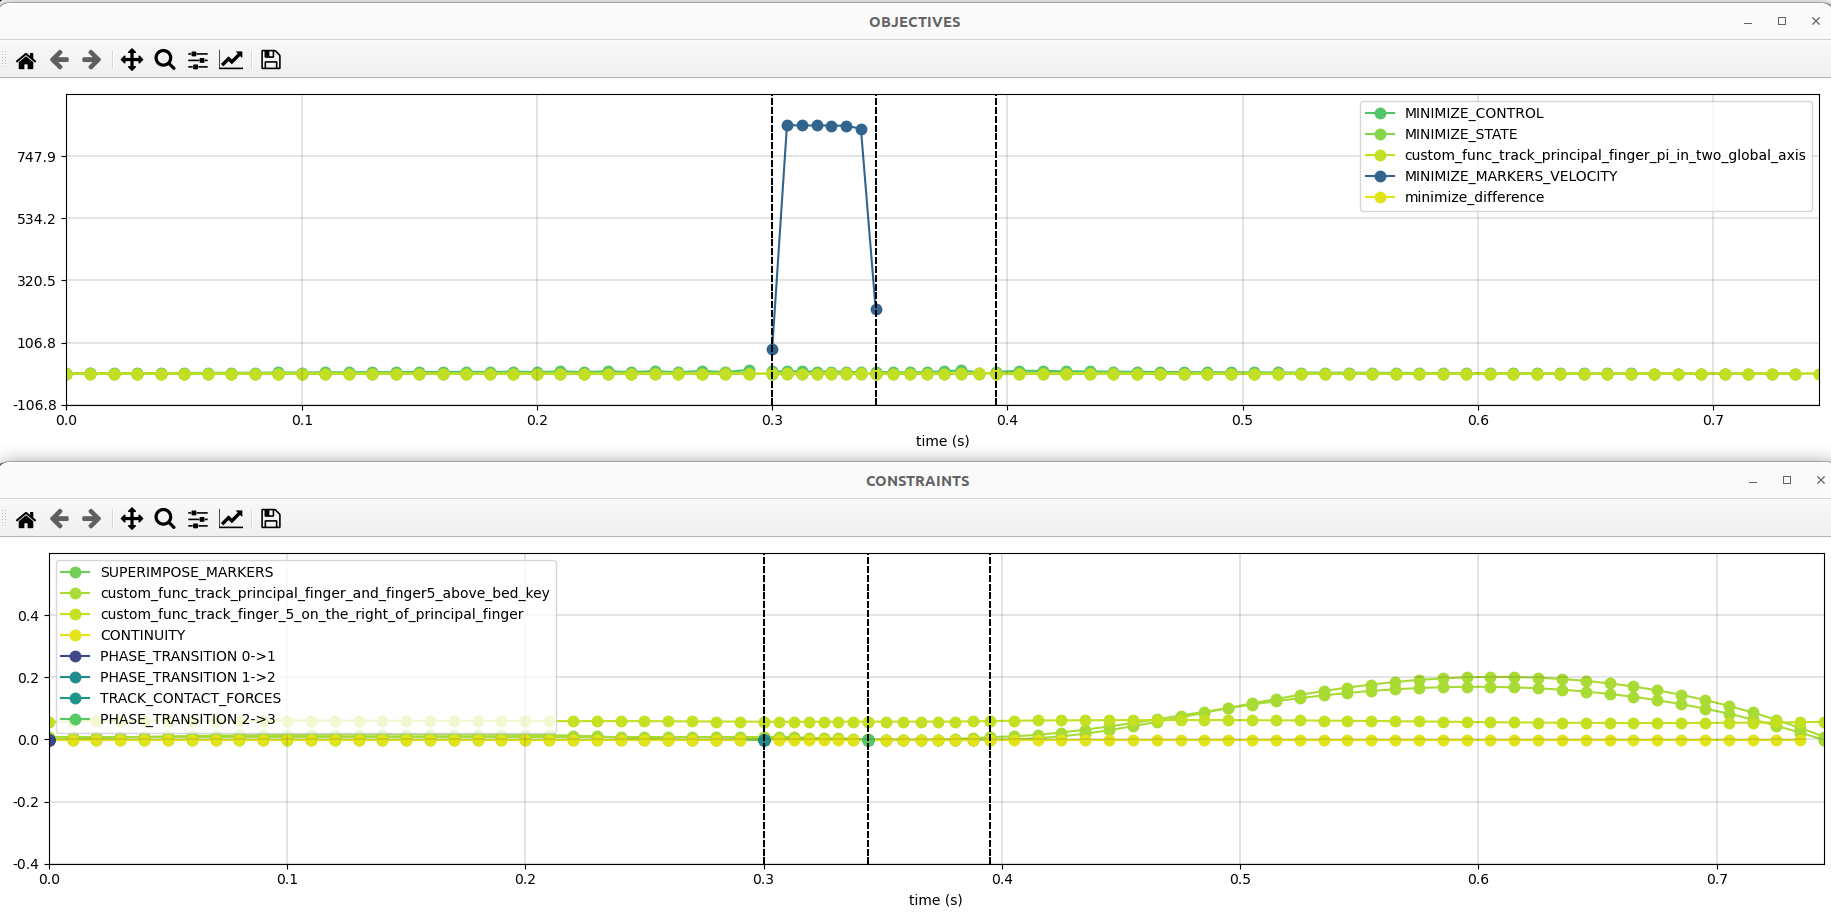 OBJECTIVES
747.9
534.2
320.5
106.8
-106.8
MINIMIZE_CONTROL
MINIMIZE_STATE
custom_func_track_principal_finger_pi_in_two_global_axis
MINIMIZE_MARKERS_VELOCITY
minimize_difference
0.0 0.1 0.2 0.3 0.4 0.5 0.6 0.7
time (s)
CONSTRAINTS
0.4
0.2
0.0
-0.2
-0.4
SUPERIMPOSE_MARKERS
custom_func_track_principal_finger_and_finger5_above_bed_key
custom_func_track_finger_5_on_the_right_of_principal_finger
CONTINUITY
PHASE_TRANSITION 0->1
PHASE_TRANSITION 1->2
TRACK_CONTACT_FORCES
PHASE_TRANSITION 2->3
0.0 0.1 0.2 0.3 0.4 0.5 0.6 0.7
time (s)